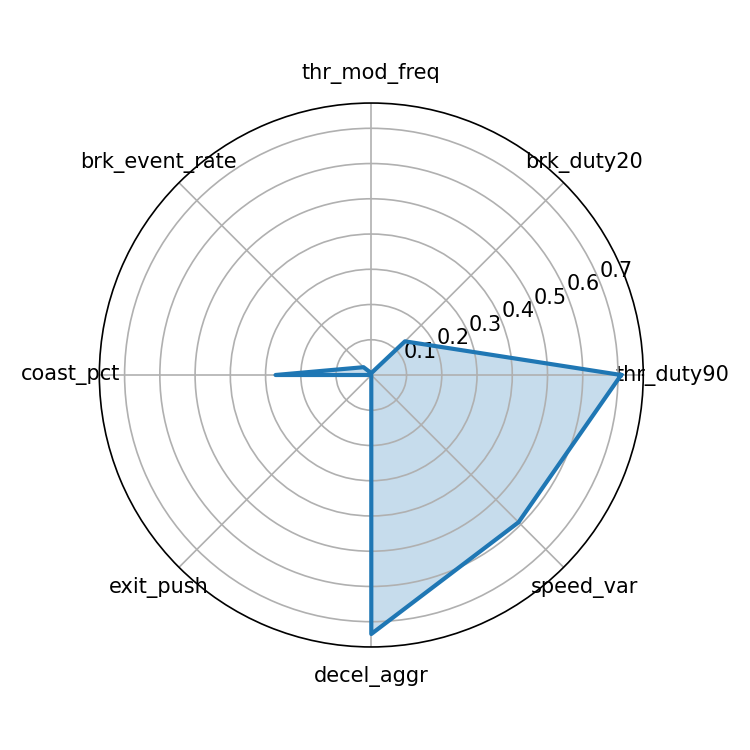 thr_mod_freq
brk_event_rate
brk_duty20
0.7
0.6
0.5
0.4
0.3
0.2
0.1
coast_pct
thr_duty90
exit_push
speed_var
decel_aggr